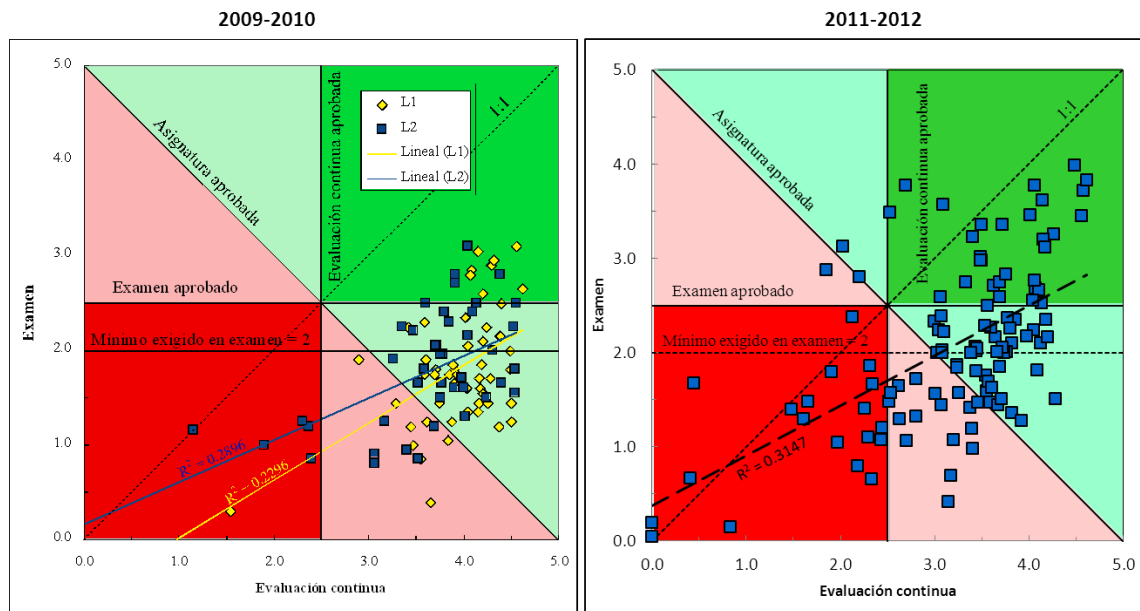 2009-2010
5.0
4.0
3.0
2.0
1.0
0.0
0.0
1.0
2.0
3.0
4.0
5.0
Examen
Evaluación continua
Asignatura aprobada
Evaluación continua aprobada
1:1
L1
L2
Lineal (L1)
Lineal (L2)
Examen aprobado
Mínimo exigido en examen = 2
R² = 0.2896
R² = 0.2296
2011-2012
5.0
4.0
3.0
2.0
1.0
0.0
0.0
1.0
2.0
3.0
4.0
5.0
Examen
Evaluación continua
Asignatura aprobada
Evaluación continua aprobada
1:1
Examen aprobado
Mínimo exigido en examen = 2
R² = 0.3147